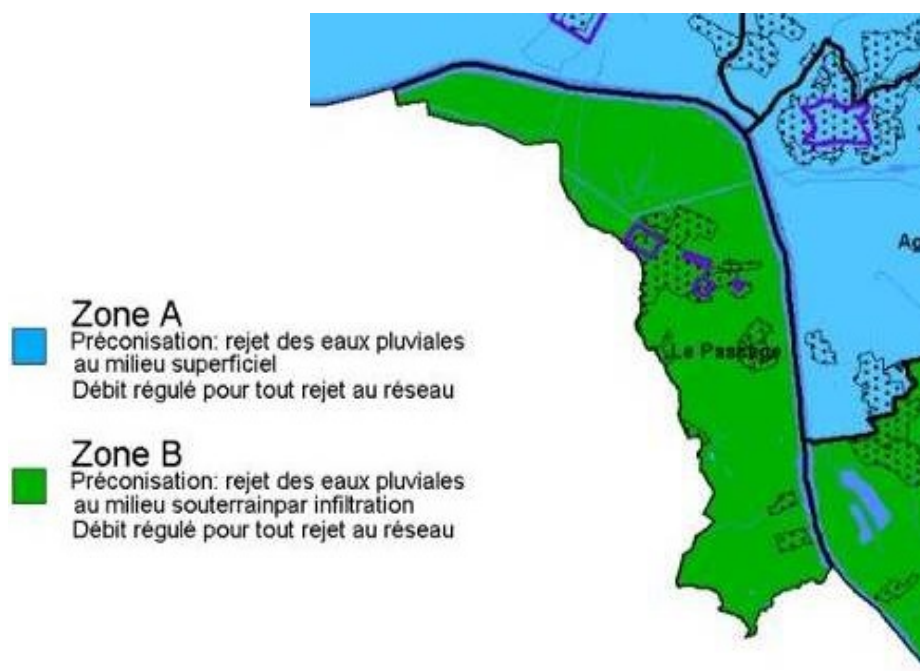 Ag
Le Passage
Zone A
Préconisation: rejet des eaux pluviales
au milieu superficiel
Débit régulé pour tout rejet au réseau
Zone B
Préconisation: rejet des eaux pluviales
au milieu souterrainpar infiltration
Débit régulé pour tout rejet au réseau